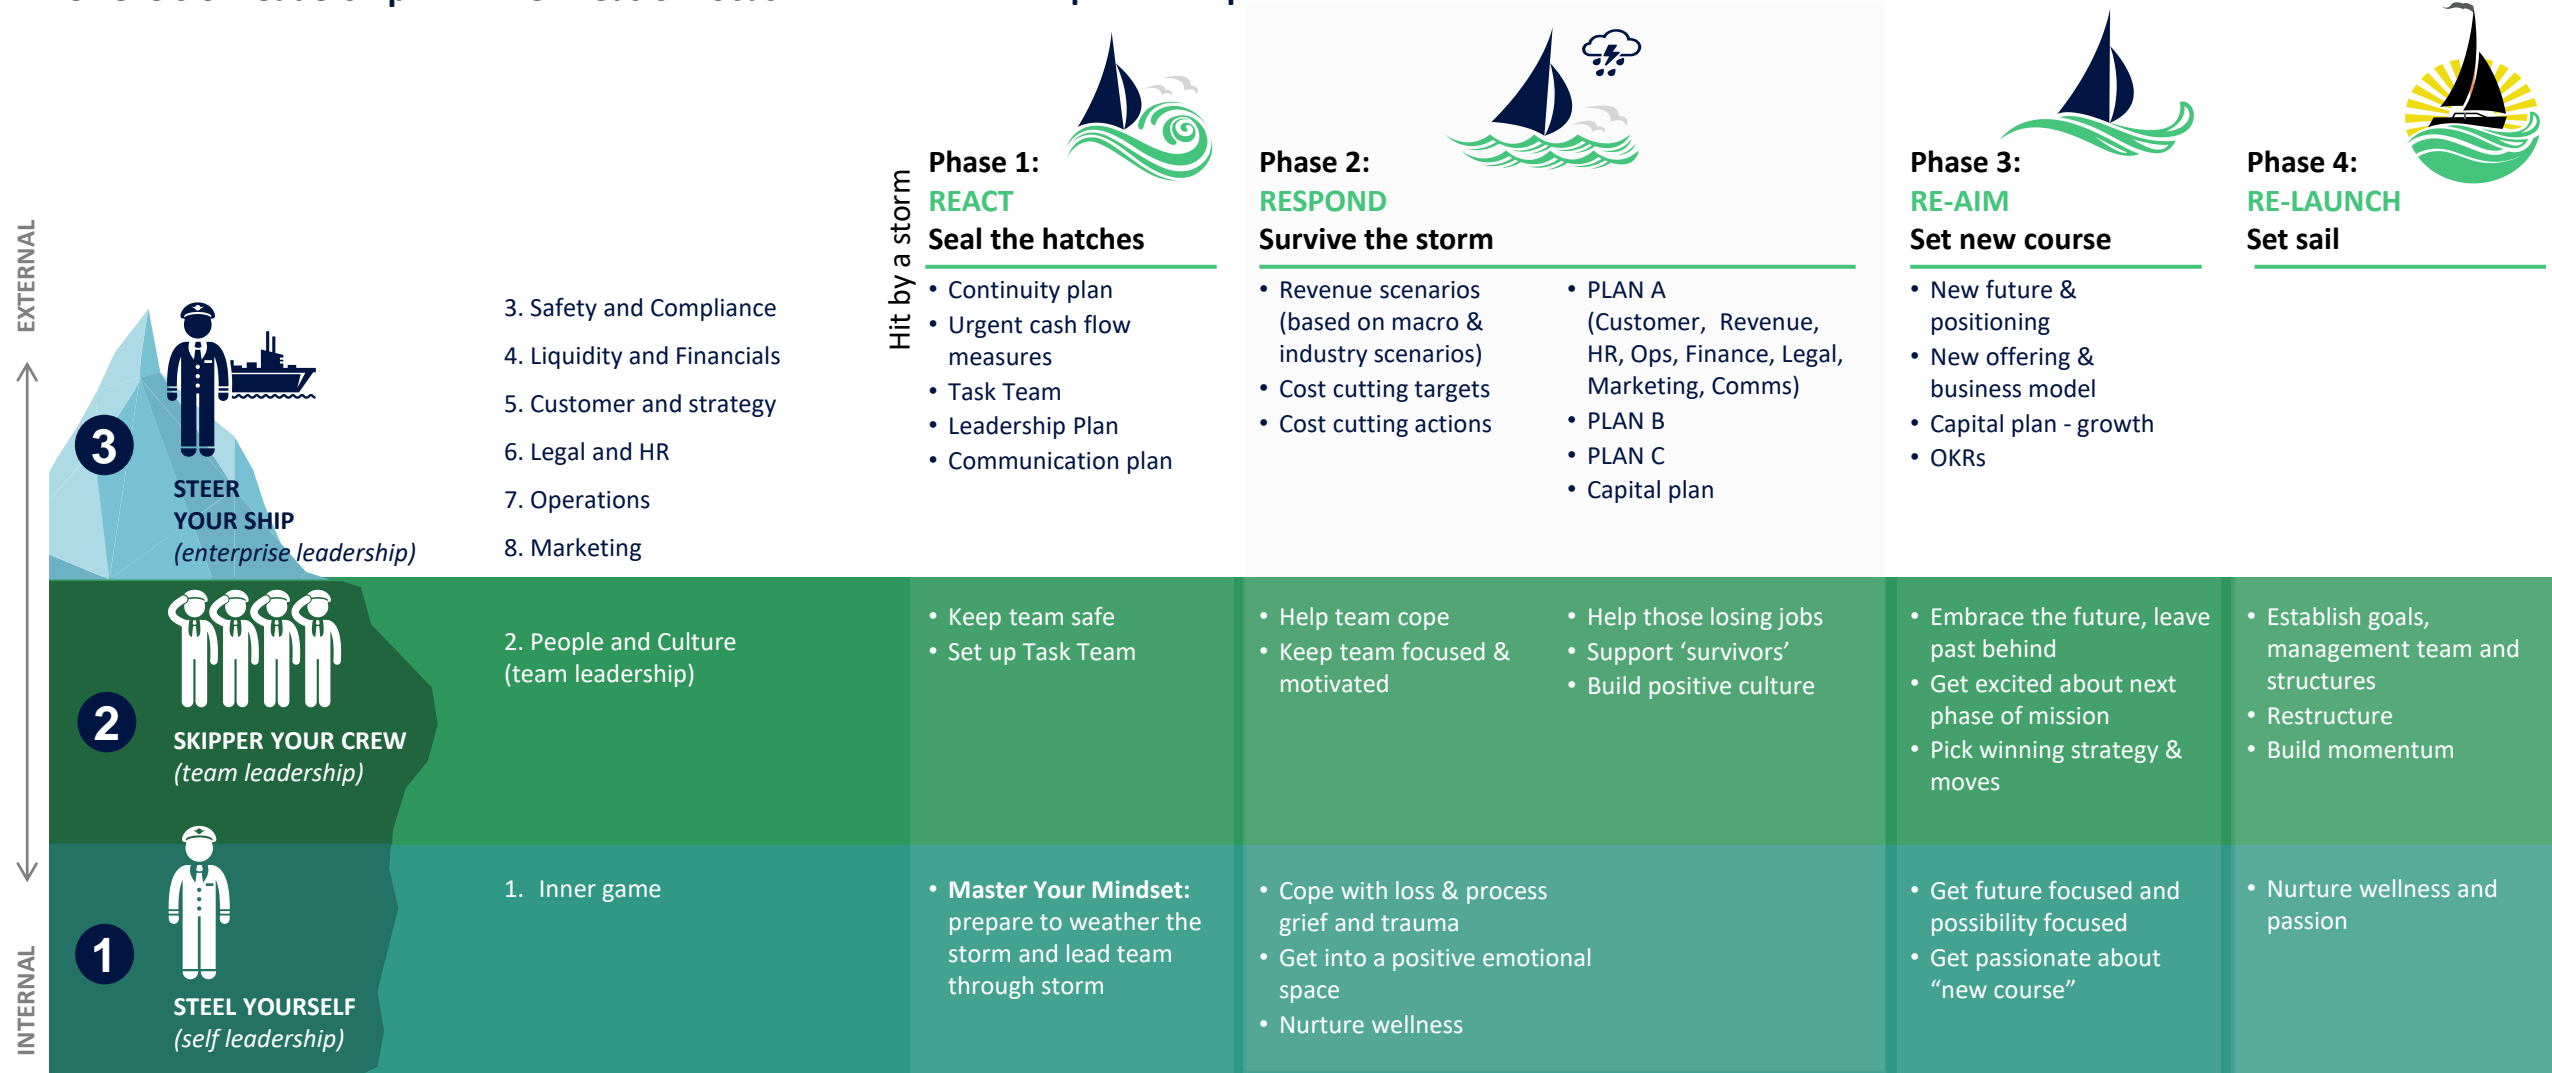 EXTERNAL
INTERNAL
Hit by a storm
Phase 1:
REACT
Seal the hatches
Phase 2:
RESPOND
Survive the storm
Phase 3:
RE-AIM
Set new course
Phase 4:
RE-LAUNCH
Set sail
3
STEER
YOUR SHIP
(enterprise leadership)
3. Safety and Compliance
4. Liquidity and Financials
5. Customer and strategy
6. Legal and HR
7. Operations
8. Marketing
• Continuity plan
• Urgent cash flow
measures
• Task Team
• Leadership Plan
• Communication plan
• Revenue scenarios
(based on macro &
industry scenarios)
• Cost cutting targets
• Cost cutting actions
• PLAN A
(Customer, Revenue,
HR, Ops, Finance, Legal,
Marketing, Comms)
• PLAN B
• PLAN C
• Capital plan
• New future &
positioning
• New offering &
business model
• Capital plan - growth
• OKRs
2
SKIPPER YOUR CREW
(team leadership)
2. People and Culture
(team leadership)
• Keep team safe
• Set up Task Team
• Help team cope
• Keep team focused &
motivated
• Help those losing jobs
• Support ‘survivors’
• Build positive culture
• Embrace the future, leave
past behind
• Get excited about next
phase of mission
• Pick winning strategy &
moves
• Establish goals,
management team and
structures
• Restructure
• Build momentum
1
STEEL YOURSELF
(self leadership)
1. Inner game
• Master Your Mindset:
prepare to weather the
storm and lead team
through storm
• Cope with loss & process
grief and trauma
• Get into a positive emotional
space
• Nurture wellness
• Get future focused and
possibility focused
• Get passionate about
“new course”
• Nurture wellness and
passion